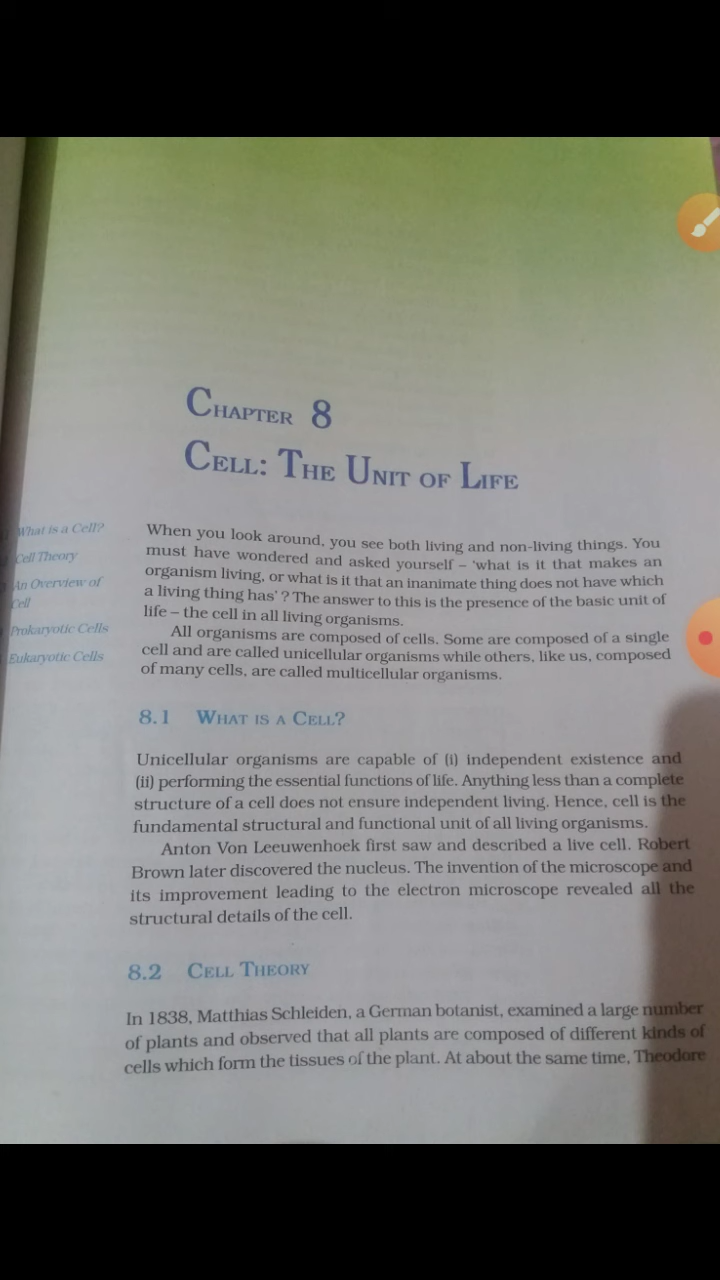 CHAPTER 8
CELL: THE UNIT OF LIFE
What is a Cell?
Cell Theory
An Overview of
Cell
Prokaryotic Cells
Eukaryotic Cells
When you look around, you see both living and non-living things. You
must have wondered and asked yourself – 'what is it that makes an
organism living, or what is it that an inanimate thing does not have which
a living thing has' ? The answer to this is the presence of the basic unit of
life – the cell in all living organisms.
All organisms are composed of cells. Some are composed of a single
cell and are called unicellular organisms while others, like us, composed
of many cells, are called multicellular organisms.
8.1 WHAT IS A CELL?
Unicellular organisms are capable of (i) independent existence and
(ii) performing the essential functions of life. Anything less than a complete
structure of a cell does not ensure independent living. Hence, cell is the
fundamental structural and functional unit of all living organisms.
Anton Von Leeuwenhoek first saw and described a live cell. Robert
Brown later discovered the nucleus. The invention of the microscope and
its improvement leading to the electron microscope revealed all the
structural details of the cell.
8.2 CELL THEORY
In 1838, Matthias Schleiden, a German botanist, examined a large number
of plants and observed that all plants are composed of different kinds of
cells which form the tissues of the plant. At about the same time, Theodore